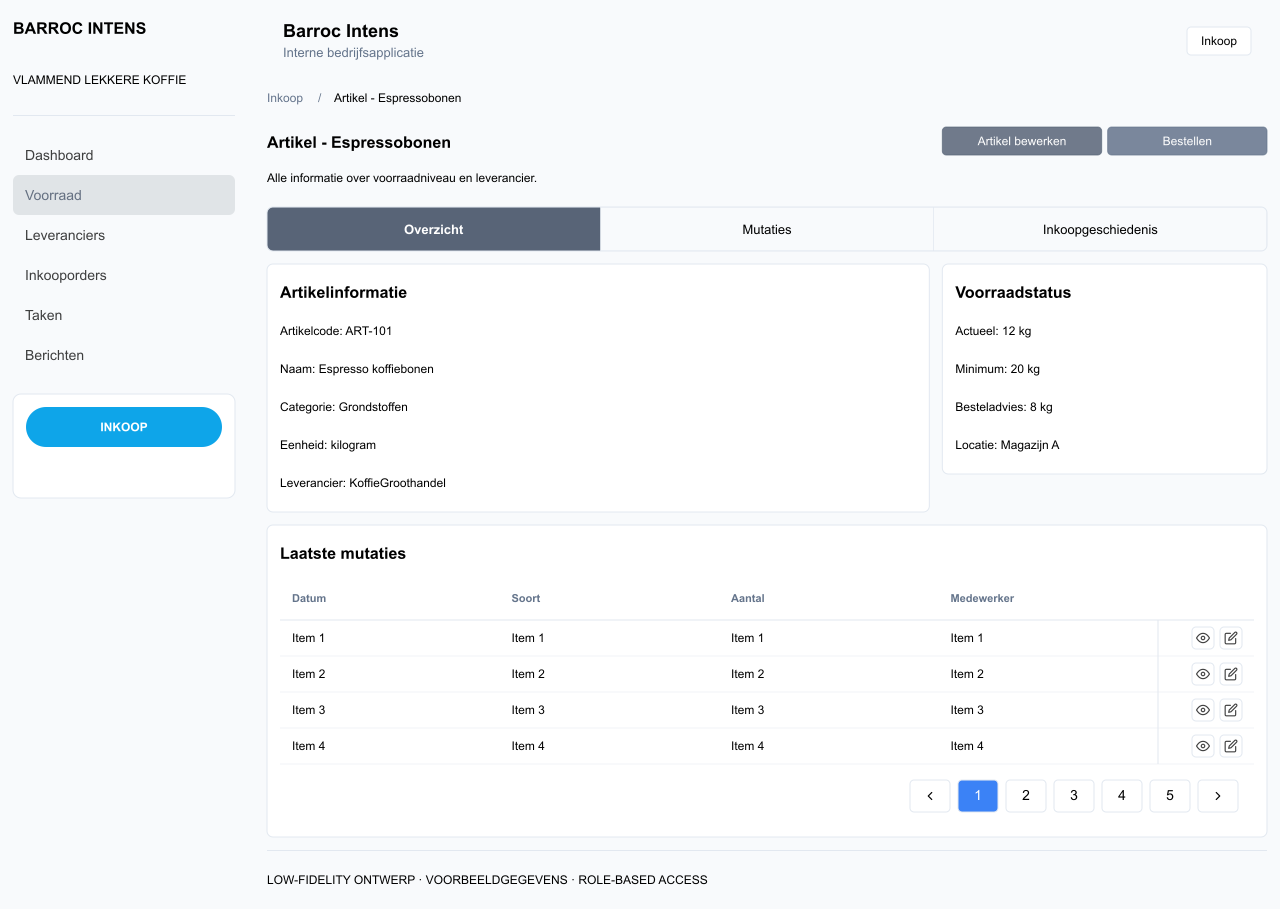 BARROC INTENS
VLAMMEND LEKKERE KOFFIE
Dashboard
Voorraad
Leveranciers
Inkooporders
Taken
Berichten
INKOOP
Barroc Intens
Interne bedrijfsapplicatie
Inkoop
Inkoop / Artikel - Espressobonen
Artikel - Espressobonen
Artikel bewerken
Bestellen
Alle informatie over voorraadniveau en leverancier.
Overzicht Mutaties Inkoopgeschiedenis
Artikelinformatie
Artikelcode: ART-101
Naam: Espresso koffiebonen
Categorie: Grondstoffen
Eenheid: kilogram
Leverancier: KoffieGroothandel
Voorraadstatus
Actueel: 12 kg
Minimum: 20 kg
Besteladvies: 8 kg
Locatie: Magazijn A
Laatste mutaties
Datum Soort Aantal Medewerker
Item 1 Item 1 Item 1 Item 1
Item 2 Item 2 Item 2 Item 2
Item 3 Item 3 Item 3 Item 3
Item 4 Item 4 Item 4 Item 4
1 2 3 4 5
LOW-FIDELITY ONTWERP · VOORBEELDGEGEVENS · ROLE-BASED ACCESS